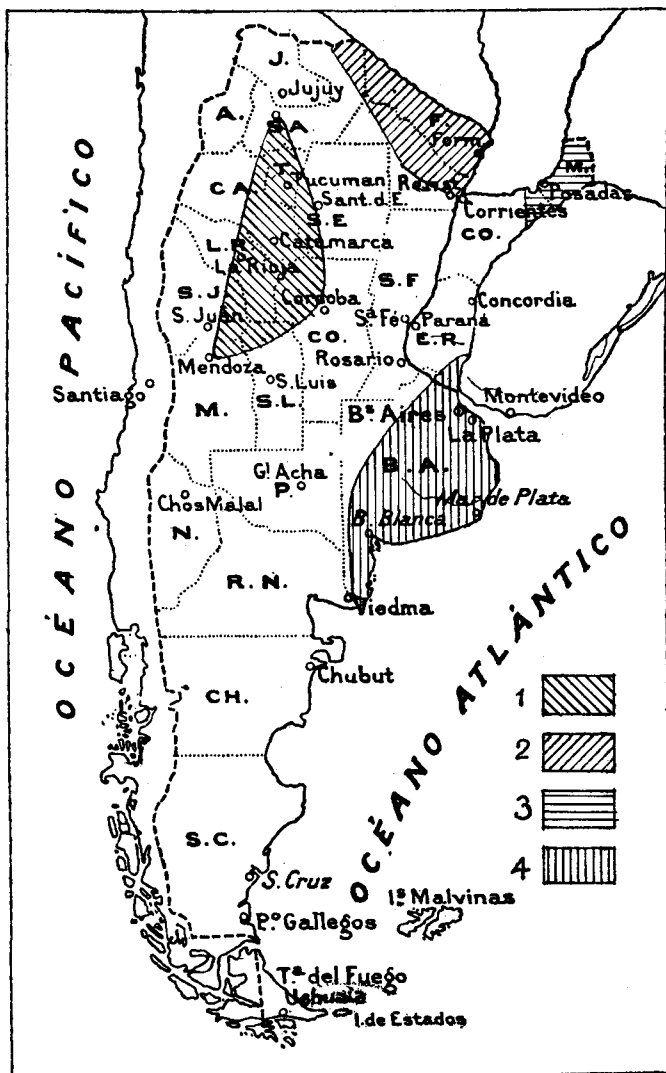 J.
Jujuy
A.
SA
F.
Form.
CA.
T.
Tucuman
Resist.
M.
Posadas
Sant. d. E.
Corrientes
S.E
CO.
L.R.
Catamarca
La Rioja
S.F
S.J
Concordia
Cordoba
S. Juan
Sª Fé
Paraná
CO.
E.R
Rosario
Mendoza
S. Luis
Santiago
S.L.
Montevideo
M.
Bˢ Aires
La Plata
B.A.
Gˡ Acha
P.
Mar de Plata
Chos Malal
B. Blanca
N.
R.N.
Viedma
OCÉANO PACÍFICO
Chubut
CH.
OCÉANO ATLÁNTICO
1
2
3
4
S.C.
S. Cruz
Iˢ Malvinas
Pº Gallegos
Tª del Fuego
Ushuaia
I. de Estados